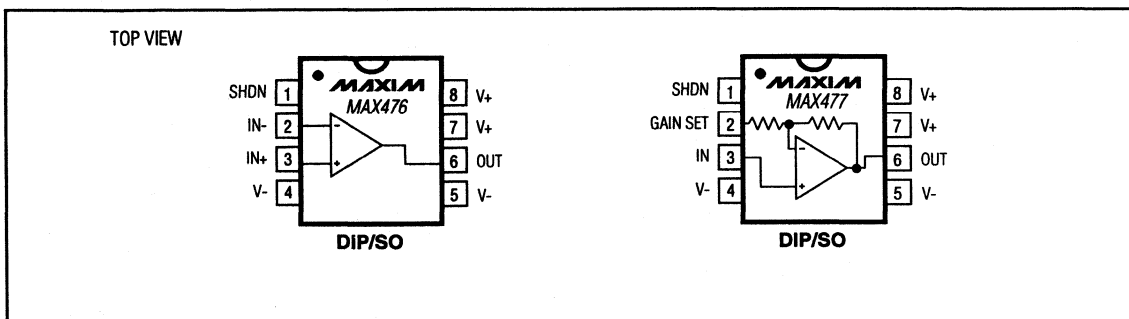 TOP VIEW
MAXIM
MAX476
SHDN 1
IN- 2
IN+ 3
V- 4
8 V+
7 V+
6 OUT
5 V-
- 
+
DIP/SO
MAXIM
MAX477
SHDN 1
GAIN SET 2
IN 3
V- 4
8 V+
7 V+
6 OUT
5 V-
-
+
DIP/SO